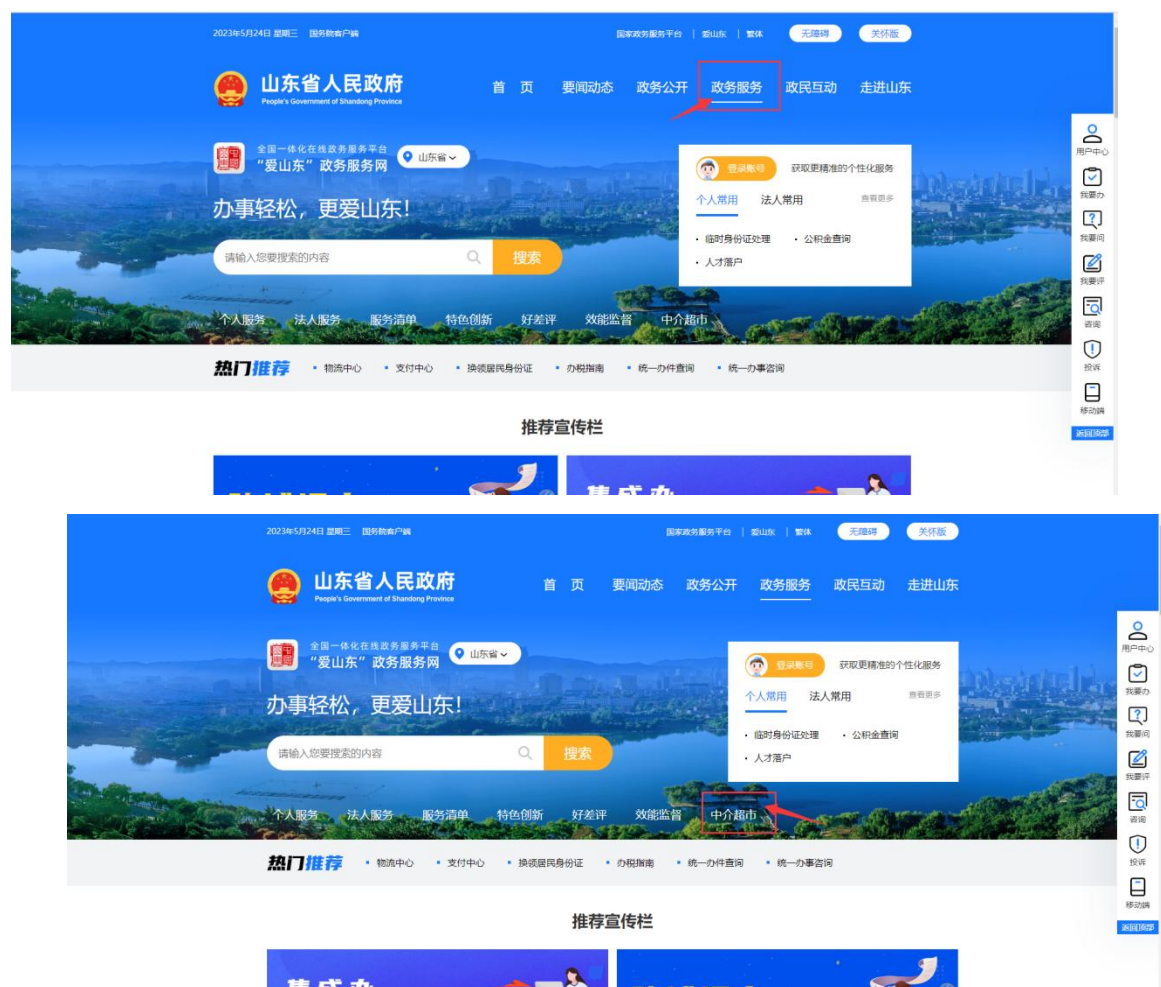 2023年5月24日 星期三 国务院客户端 国家政务服务平台 | 爱山东 | 繁体 无障碍 关怀版
山东省人民政府 首 页 要闻动态 政务公开 政务服务 政民互动 走进山东
People's Government of Shandong Province
全国一体化在线政务服务平台
“爱山东”政务服务网 山东省
办事轻松，更爱山东！
请输入您要搜索的内容 搜索
登录账号 获取更精准的个性化服务
个人常用 法人常用 查看更多
· 临时身份证处理 · 公积金查询
· 人才落户
个人服务 法人服务 服务清单 特色创新 好差评 效能监督 中介超市
热门推荐 · 物流中心 · 支付中心 · 换领居民身份证 · 办税指南 · 统一办件查询 · 统一办事咨询
推荐宣传栏
集成办
用户中心
我要办
我要问
我要评
咨询
投诉
移动端
返回顶部
2023年5月24日 星期三 国务院客户端 国家政务服务平台 | 爱山东 | 繁体 无障碍 关怀版
山东省人民政府 首 页 要闻动态 政务公开 政务服务 政民互动 走进山东
People's Government of Shandong Province
全国一体化在线政务服务平台
“爱山东”政务服务网 山东省
办事轻松，更爱山东！
请输入您要搜索的内容 搜索
登录账号 获取更精准的个性化服务
个人常用 法人常用 查看更多
· 临时身份证处理 · 公积金查询
· 人才落户
个人服务 法人服务 服务清单 特色创新 好差评 效能监督 中介超市
热门推荐 · 物流中心 · 支付中心 · 换领居民身份证 · 办税指南 · 统一办件查询 · 统一办事咨询
推荐宣传栏
集成办
用户中心
我要办
我要问
我要评
咨询
投诉
移动端
返回顶部